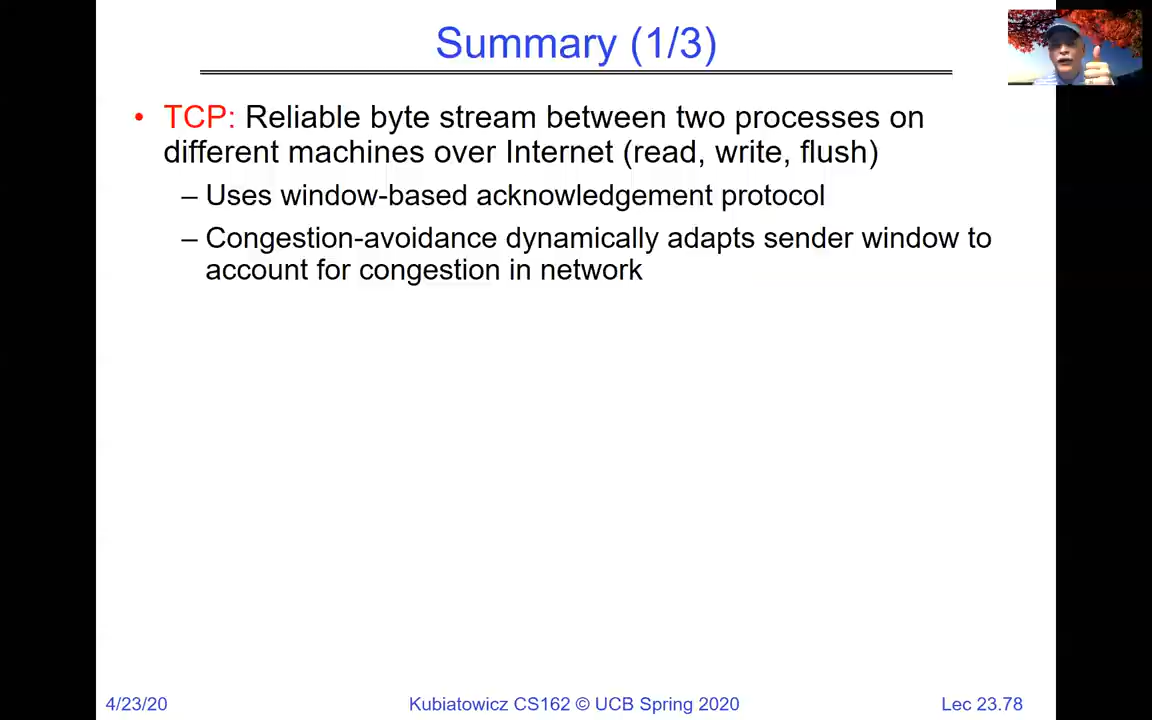 Summary (1/3)
• TCP: Reliable byte stream between two processes on
different machines over Internet (read, write, flush)
– Uses window-based acknowledgement protocol
– Congestion-avoidance dynamically adapts sender window to
account for congestion in network
4/23/20
Kubiatowicz CS162 © UCB Spring 2020
Lec 23.78